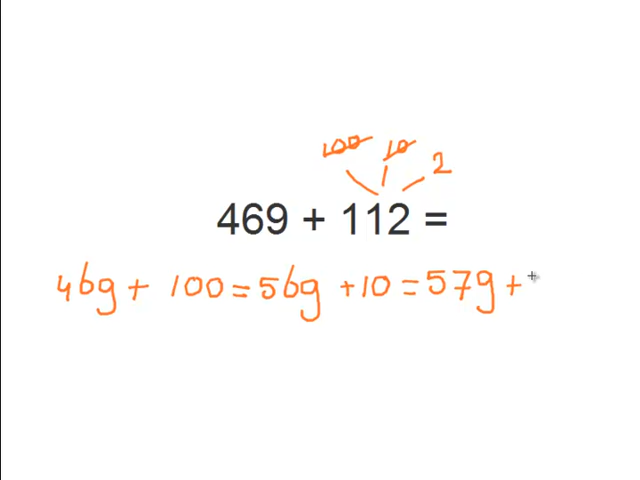 100 10 2
469 + 112 =
469 + 100 = 569 + 10 = 579 +